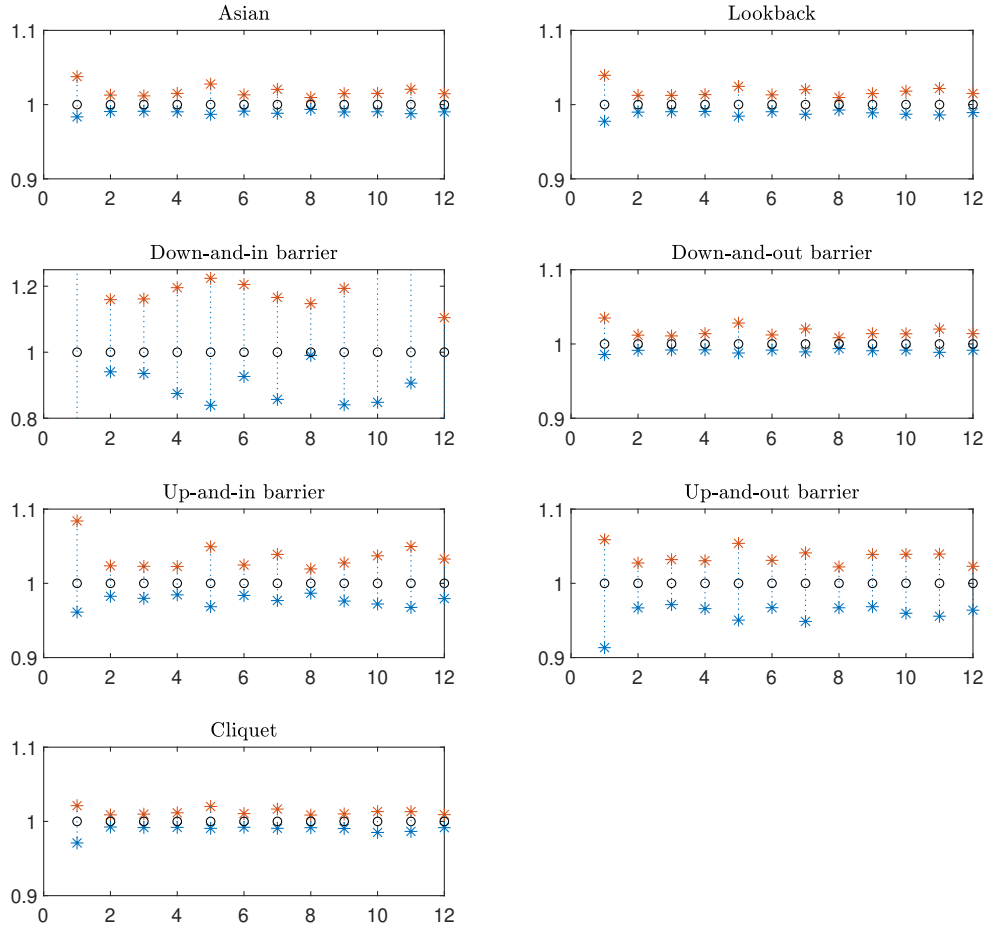 Asian
1.1
1
0.9
0 2 4 6 8 10 12
Lookback
1.1
1
0.9
0 2 4 6 8 10 12
Down-and-in barrier
1.2
1
0.8
0 2 4 6 8 10 12
Down-and-out barrier
1.1
1
0.9
0 2 4 6 8 10 12
Up-and-in barrier
1.1
1
0.9
0 2 4 6 8 10 12
Up-and-out barrier
1.1
1
0.9
0 2 4 6 8 10 12
Cliquet
1.1
1
0.9
0 2 4 6 8 10 12